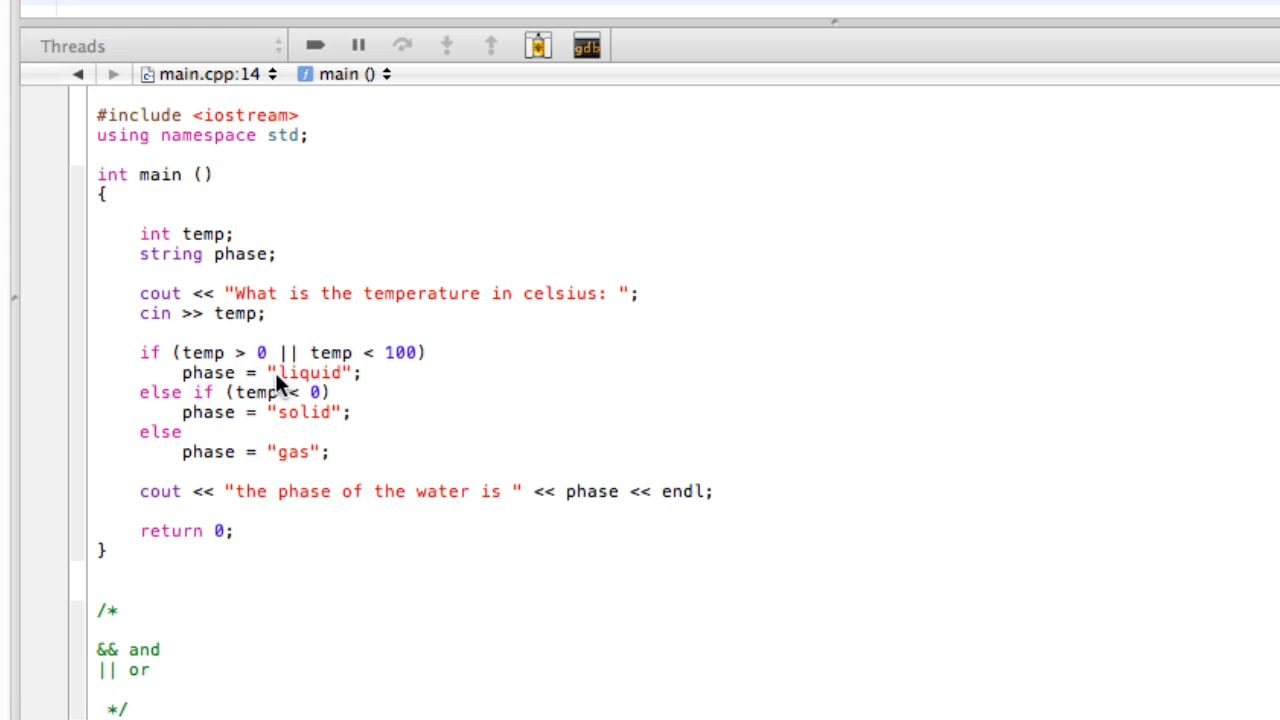 Threads
gdb
main.cpp:14 main ()
#include <iostream>
using namespace std;
int main ()
{
int temp;
string phase;
cout << "What is the temperature in celsius: ";
cin >> temp;
if (temp > 0 || temp < 100)
phase = "liquid";
else if (temp < 0)
phase = "solid";
else
phase = "gas";
cout << "the phase of the water is " << phase << endl;
return 0;
}
/*
&& and
|| or
*/